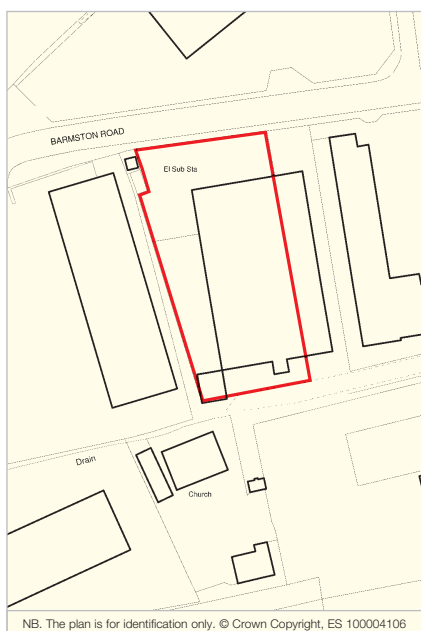 BARMSTON ROAD
El Sub Sta
Drain
Church
NB. The plan is for identification only. © Crown Copyright, ES 100004106